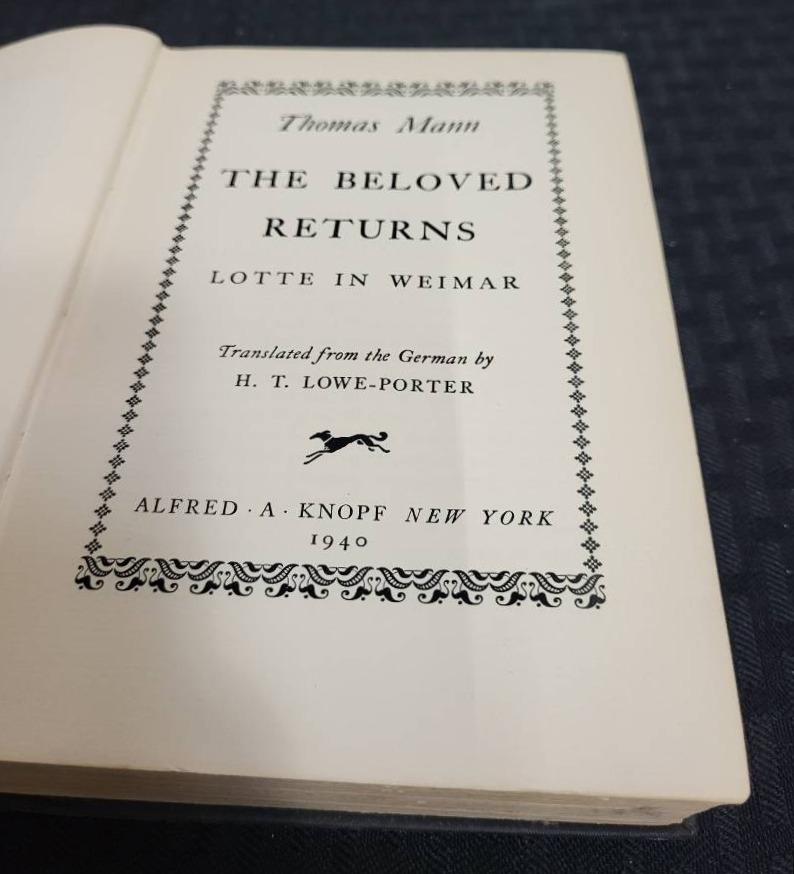 Thomas Mann
THE BELOVED
RETURNS
LOTTE IN WEIMAR
Translated from the German by
H. T. LOWE-PORTER
ALFRED · A · KNOPF NEW YORK
1940